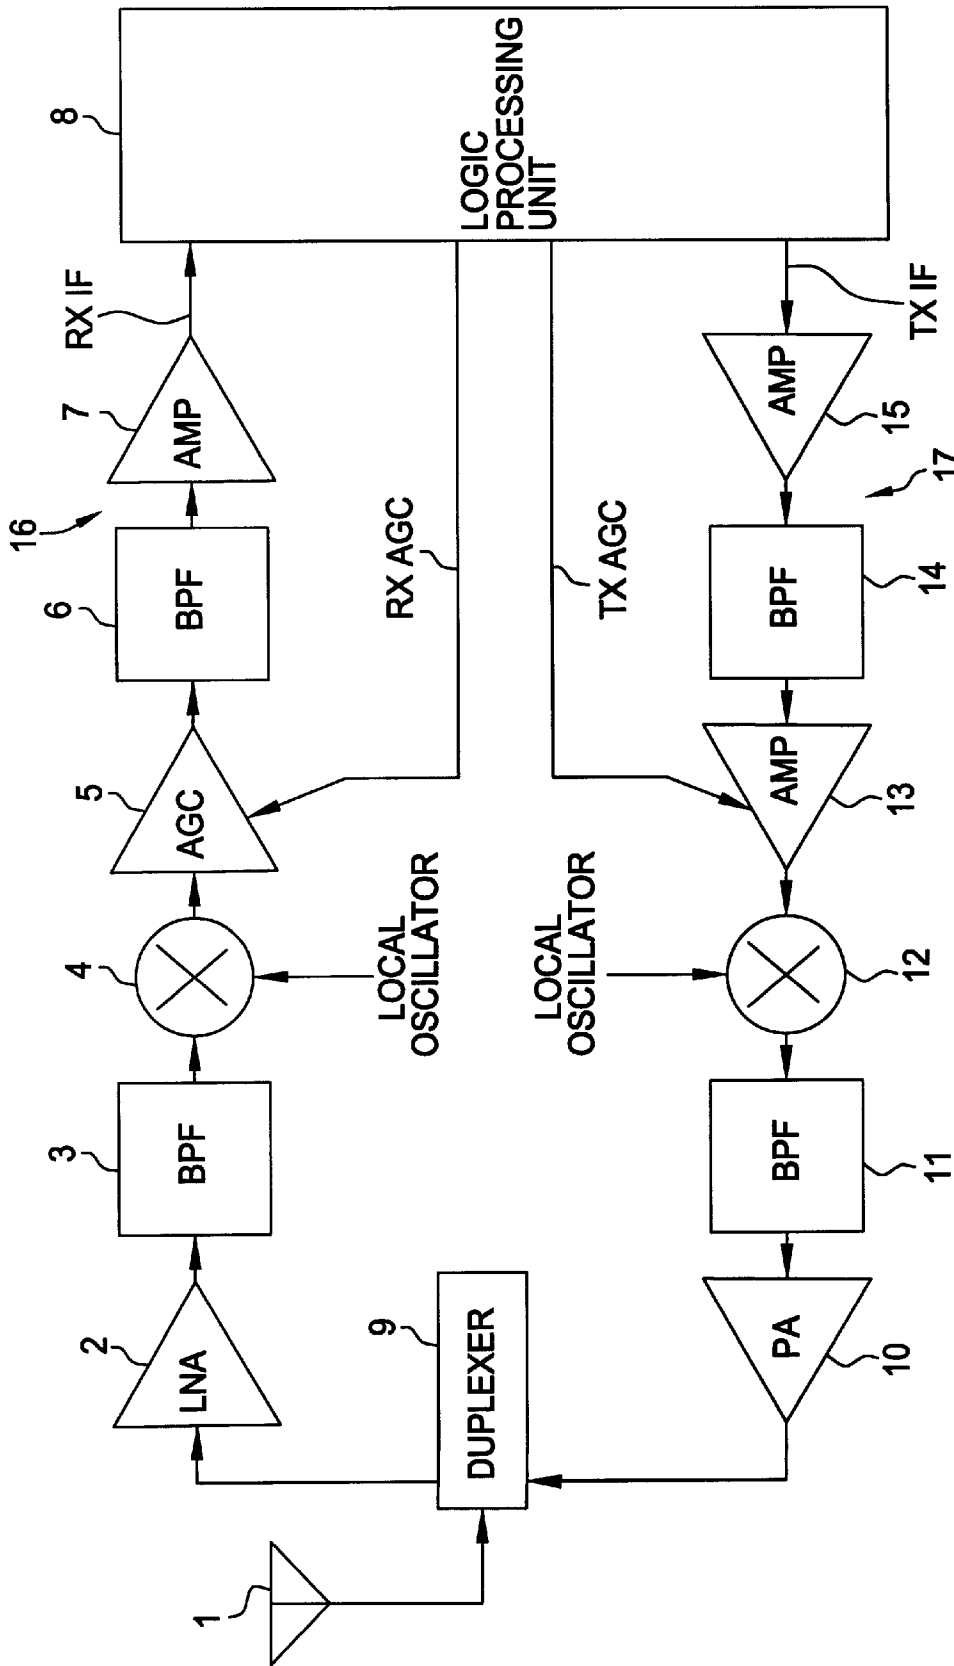 1
2
LNA
3
BPF
4
5
AGC
6
BPF
16
7
AMP
RX IF
8
LOGIC
PROCESSING
UNIT
9
DUPLEXER
LOCAL
OSCILLATOR
RX AGC
LOCAL
OSCILLATOR
TX AGC
PA
10
BPF
11
12
AMP
13
BPF
14
17
AMP
15
TX IF